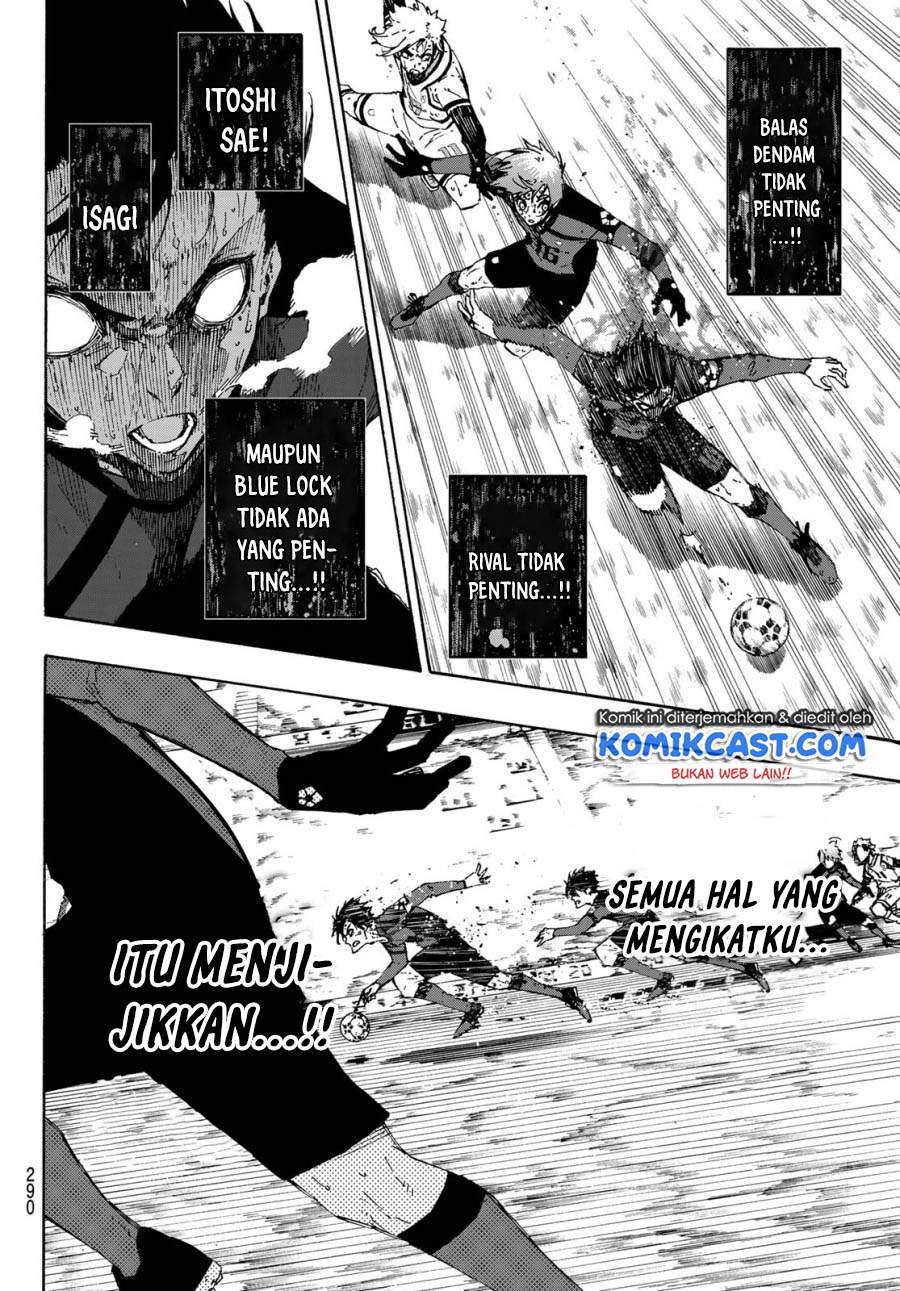 BALAS
DENDAM
TIDAK
PENTING
...!!
RIVAL TIDAK
PENTING...!!
ITOSHI
SAE!
ISAGI
MAUPUN
BLUE LOCK
TIDAK ADA
YANG PEN-
TING...!!
Komik ini diterjemahkan & diedit oleh
KOMIKCAST.COM
BUKAN WEB LAIN!!
SEMUA HAL YANG
MENGIKATKU...
ITU MENJI-
JIKKAN....!!
290